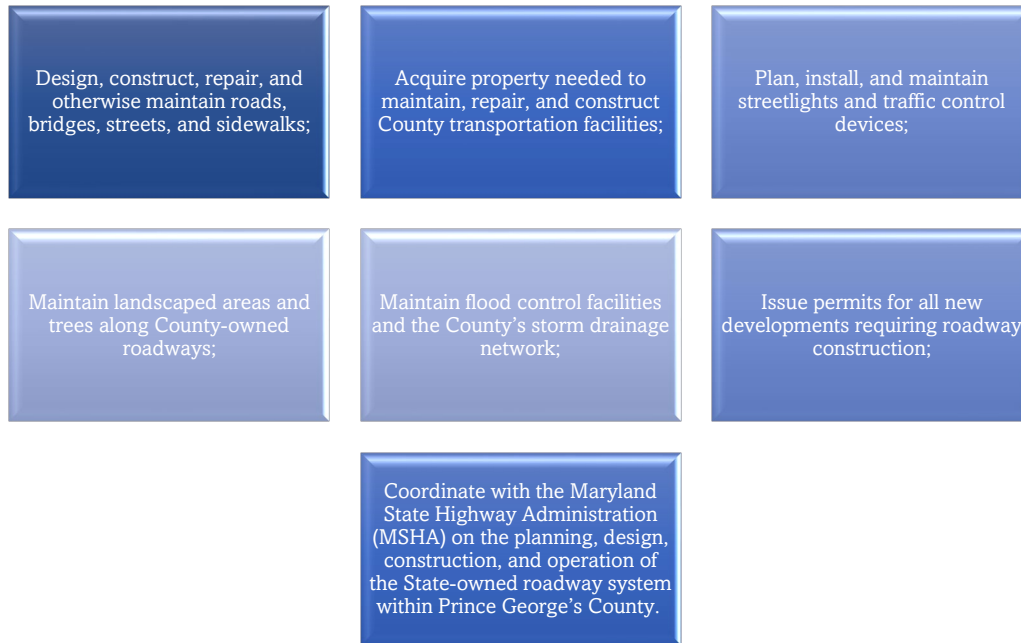 Design, construct, repair, and
otherwise maintain roads,
bridges, streets, and sidewalks;
Acquire property needed to
maintain, repair, and construct
County transportation facilities;
Plan, install, and maintain
streetlights and traffic control
devices;
Maintain landscaped areas and
trees along County-owned
roadways;
Maintain flood control facilities
and the County’s storm drainage
network;
Issue permits for all new
developments requiring roadway
construction;
Coordinate with the Maryland
State Highway Administration
(MSHA) on the planning, design,
construction, and operation of
the State-owned roadway system
within Prince George’s County.